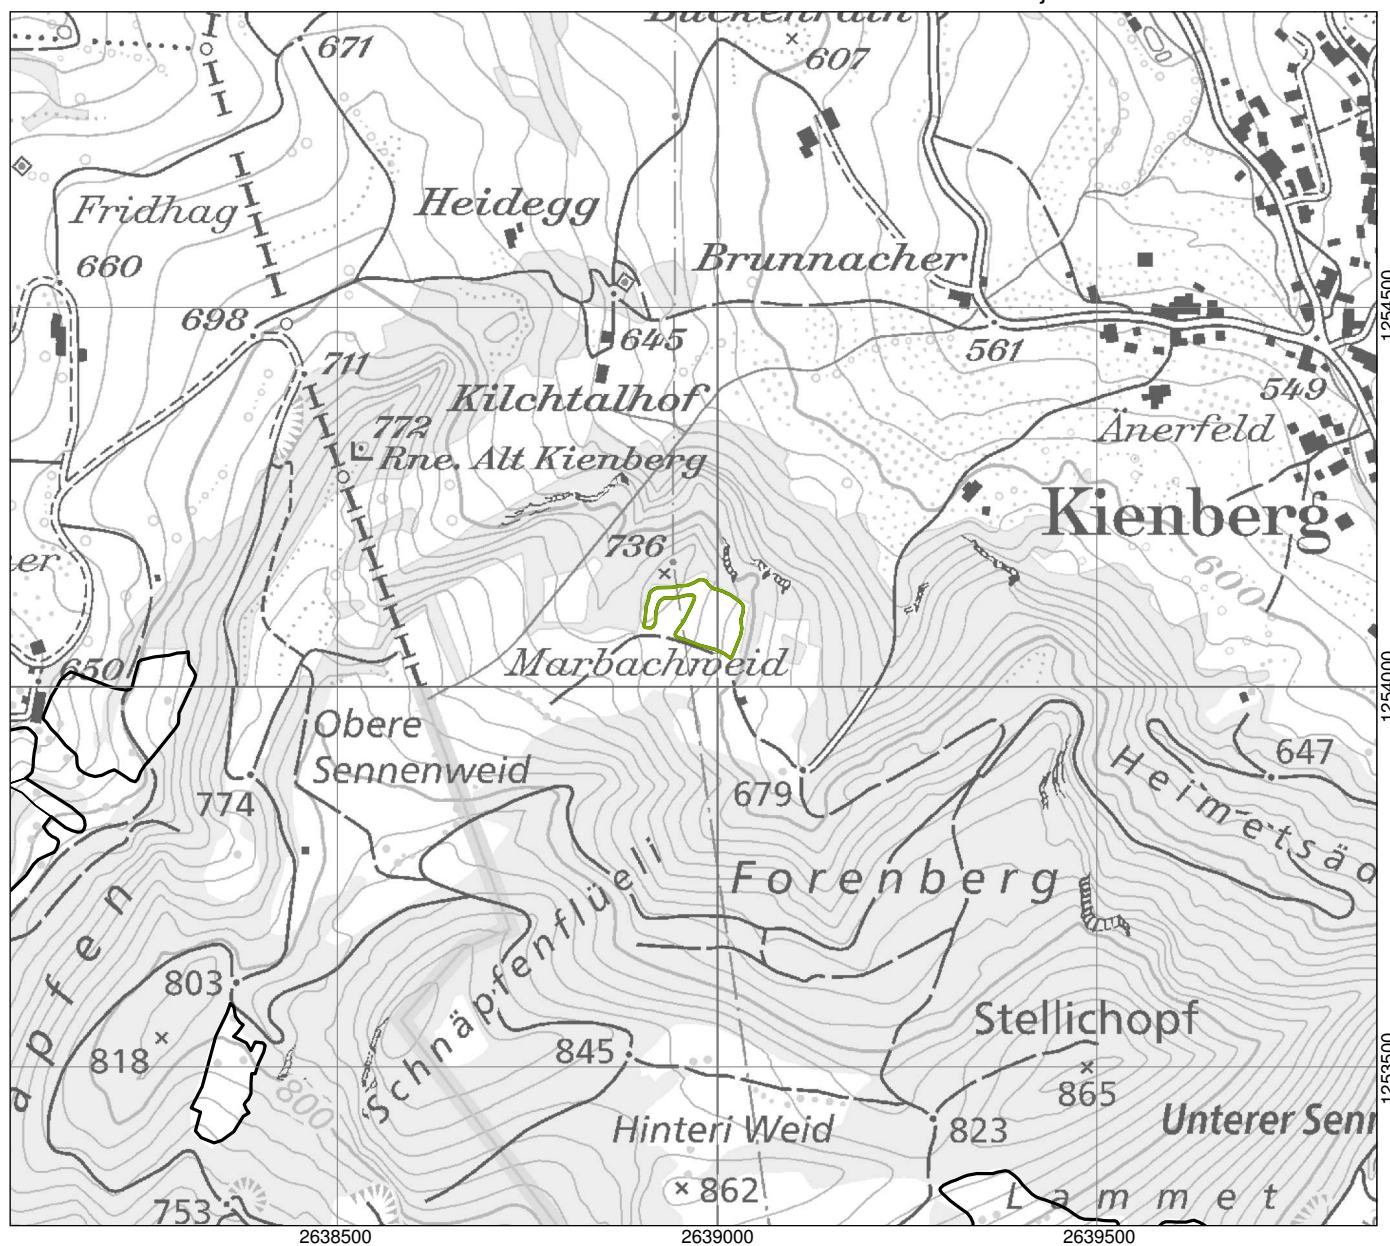 671
607
Fridhag
Heidegg
660
Brunnacher
698
645
561
711
549
Kilchtalhof
772
Änerfeld
Rne. Alt Kienberg
Kienberg
736
600
650
Marbachweid
Obere
Sennenweid
647
774
679
Heimetsäd
Forenberg
Schnäpfenflüeli
apfen
803
Stellichopf
818
845
865
800
Hinteri Weid
823
Unterer Senn
862
Lammet
753
2638500
2639000
2639500
1254500
1254000
1253500